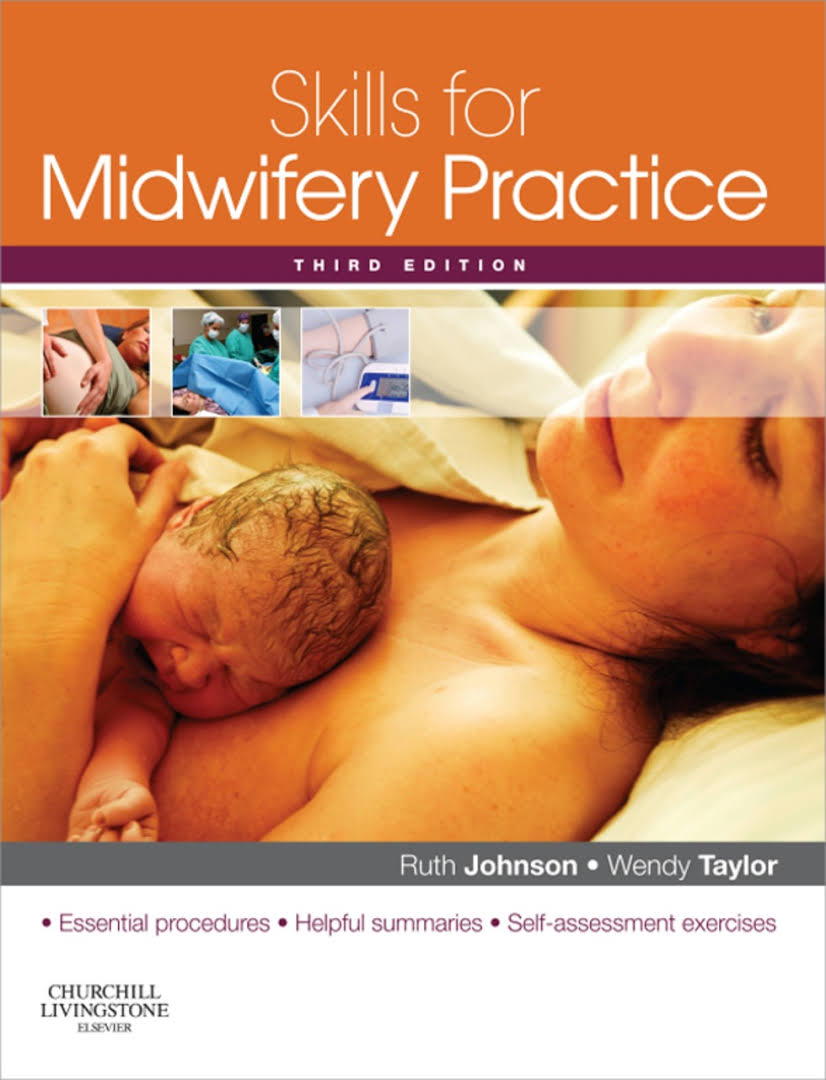 Skills for
Midwifery Practice
THIRD EDITION
Ruth Johnson • Wendy Taylor
• Essential procedures • Helpful summaries • Self-assessment exercises
CHURCHILL
LIVINGSTONE
ELSEVIER